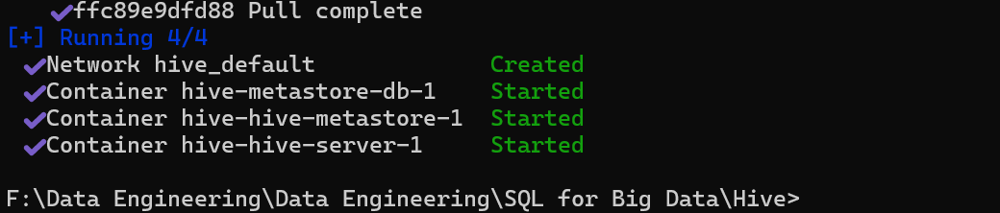 ✔ffc89e9dfd88 Pull complete
[+] Running 4/4
✔Network hive_default Created
✔Container hive-metastore-db-1 Started
✔Container hive-hive-metastore-1 Started
✔Container hive-hive-server-1 Started
F:\Data Engineering\Data Engineering\SQL for Big Data\Hive>